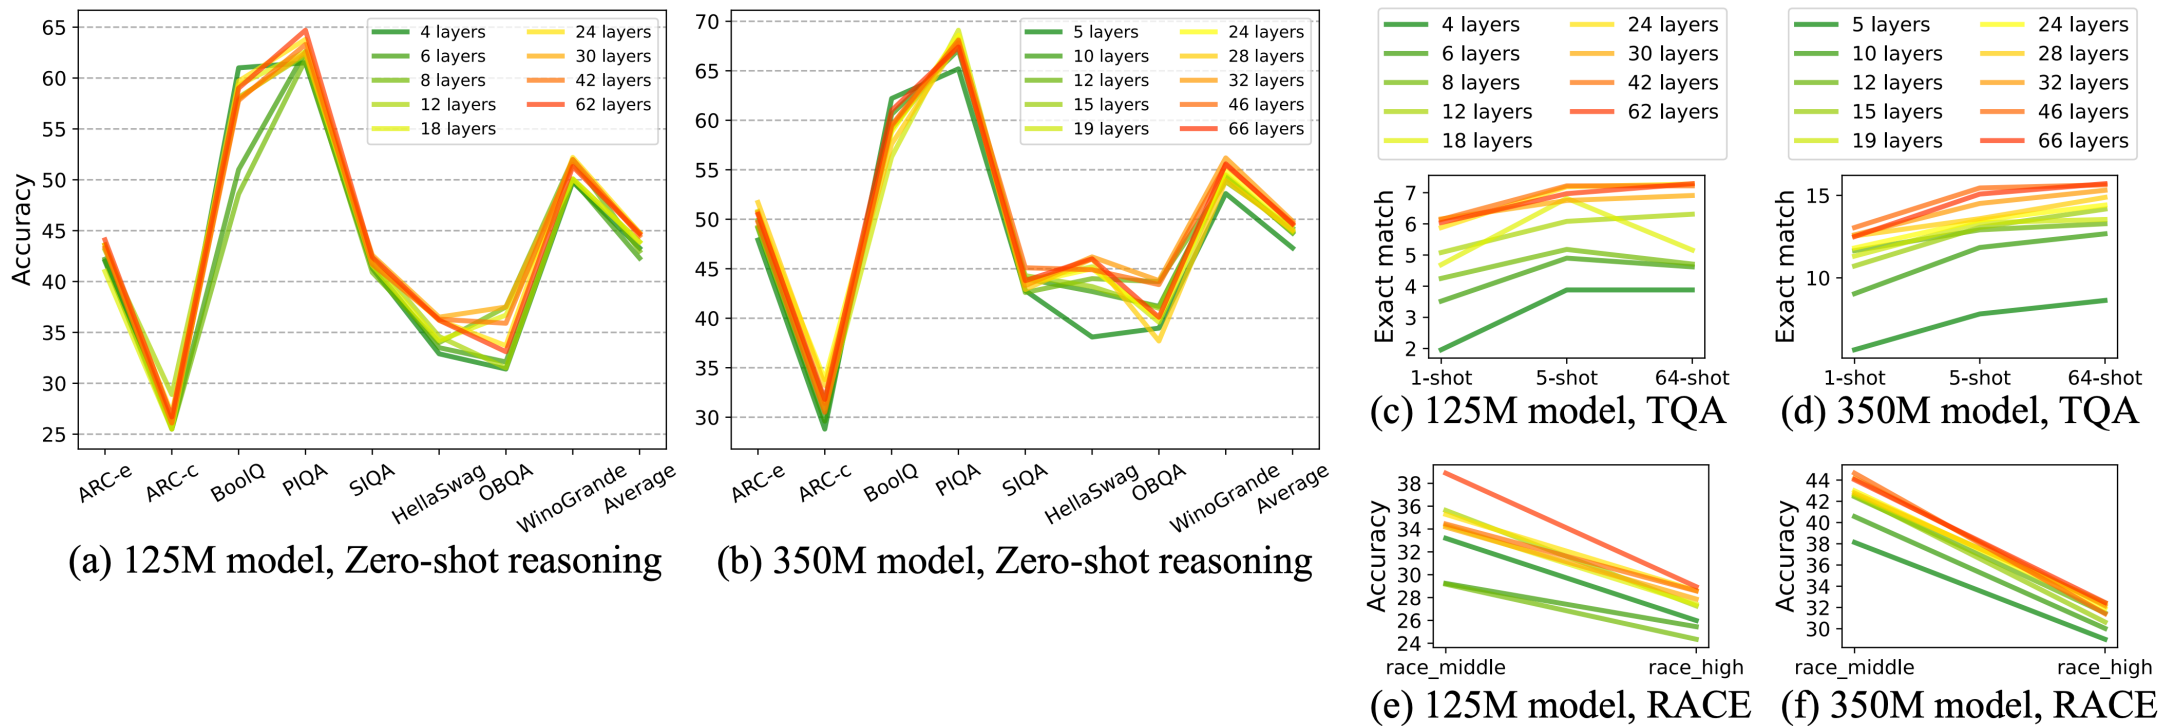 4 layers
6 layers
8 layers
12 layers
18 layers
24 layers
30 layers
42 layers
62 layers
Accuracy
65
60
55
50
45
40
35
30
25
ARC-e
ARC-c
BoolQ
PIQA
SIQA
HellaSwag
OBQA
WinoGrande
Average
(a) 125M model, Zero-shot reasoning
5 layers
10 layers
12 layers
15 layers
19 layers
24 layers
28 layers
32 layers
46 layers
66 layers
70
65
60
55
50
45
40
35
30
ARC-e
ARC-c
BoolQ
PIQA
SIQA
HellaSwag
OBQA
WinoGrande
Average
(b) 350M model, Zero-shot reasoning
4 layers
6 layers
8 layers
12 layers
18 layers
24 layers
30 layers
42 layers
62 layers
Exact match
7
6
5
4
3
2
1-shot
5-shot
64-shot
(c) 125M model, TQA
5 layers
10 layers
12 layers
15 layers
19 layers
24 layers
28 layers
32 layers
46 layers
66 layers
Exact match
15
10
1-shot
5-shot
64-shot
(d) 350M model, TQA
Accuracy
38
36
34
32
30
28
26
24
race_middle
race_high
(e) 125M model, RACE
Accuracy
44
42
40
38
36
34
32
30
race_middle
race_high
(f) 350M model, RACE